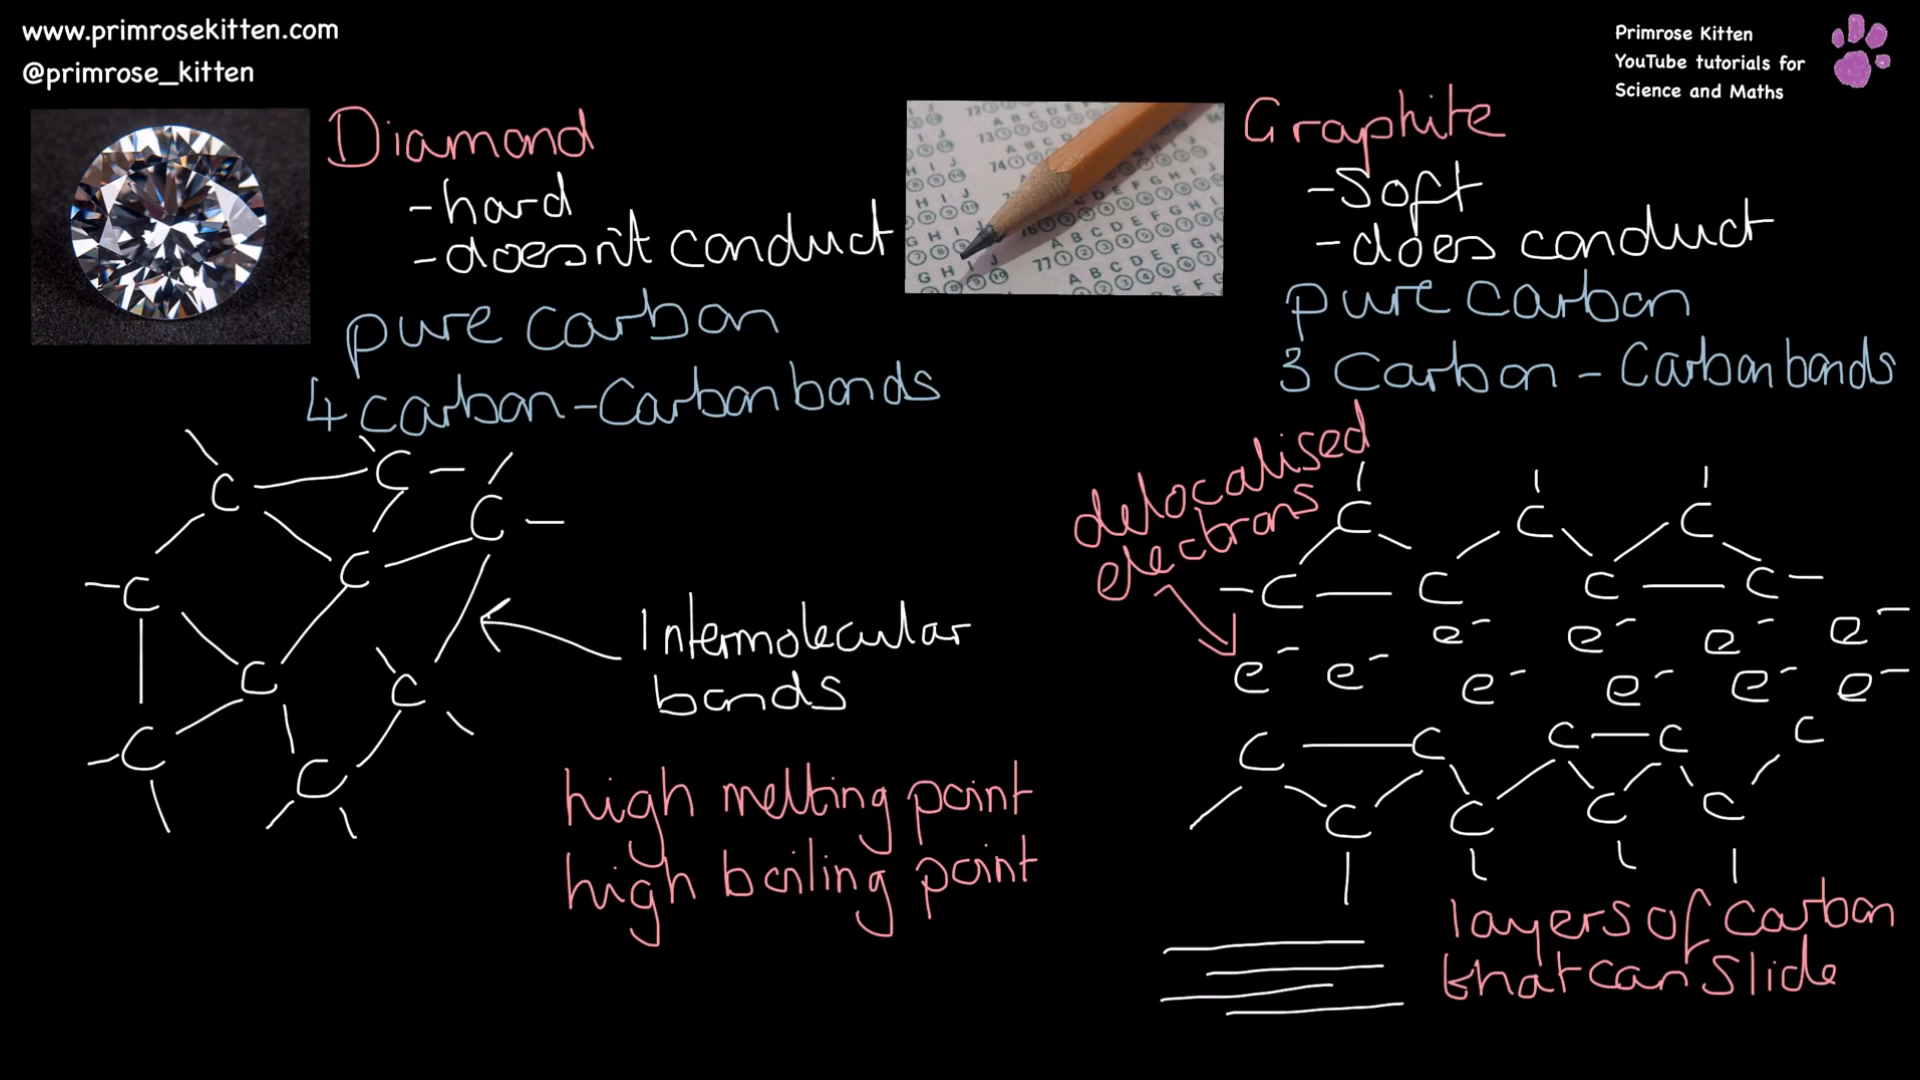 www.primrosekitten.com
@primrose_kitten
Primrose Kitten
YouTube tutorials for
Science and Maths
Diamond
-hard
-doesn't conduct
pure carbon
4 carbon-Carbon bonds
Graphite
-Soft
-does conduct
pure carbon
3 Carbon - Carbon bonds
C C C
C C
C C
C C
Intermolecular
bonds
high melting point
high boiling point
delocalised
electrons
C C C
C C C C
e⁻ e⁻ e⁻ e⁻
e⁻ e⁻ e⁻ e⁻ e⁻ e⁻
C C C C C
C C C C
layers of Carbon
that can Slide